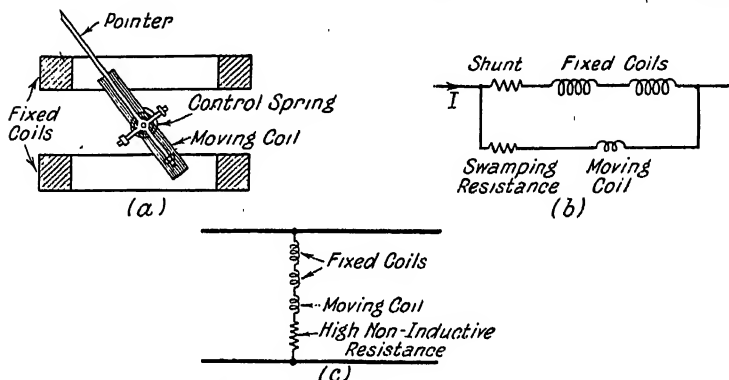 Pointer
Fixed
Coils
Control Spring
Moving Coil
(a)
Shunt
Fixed Coils
I
Swamping
Resistance
Moving
Coil
(b)
Fixed Coils
Moving Coil
High Non-Inductive
Resistance
(c)